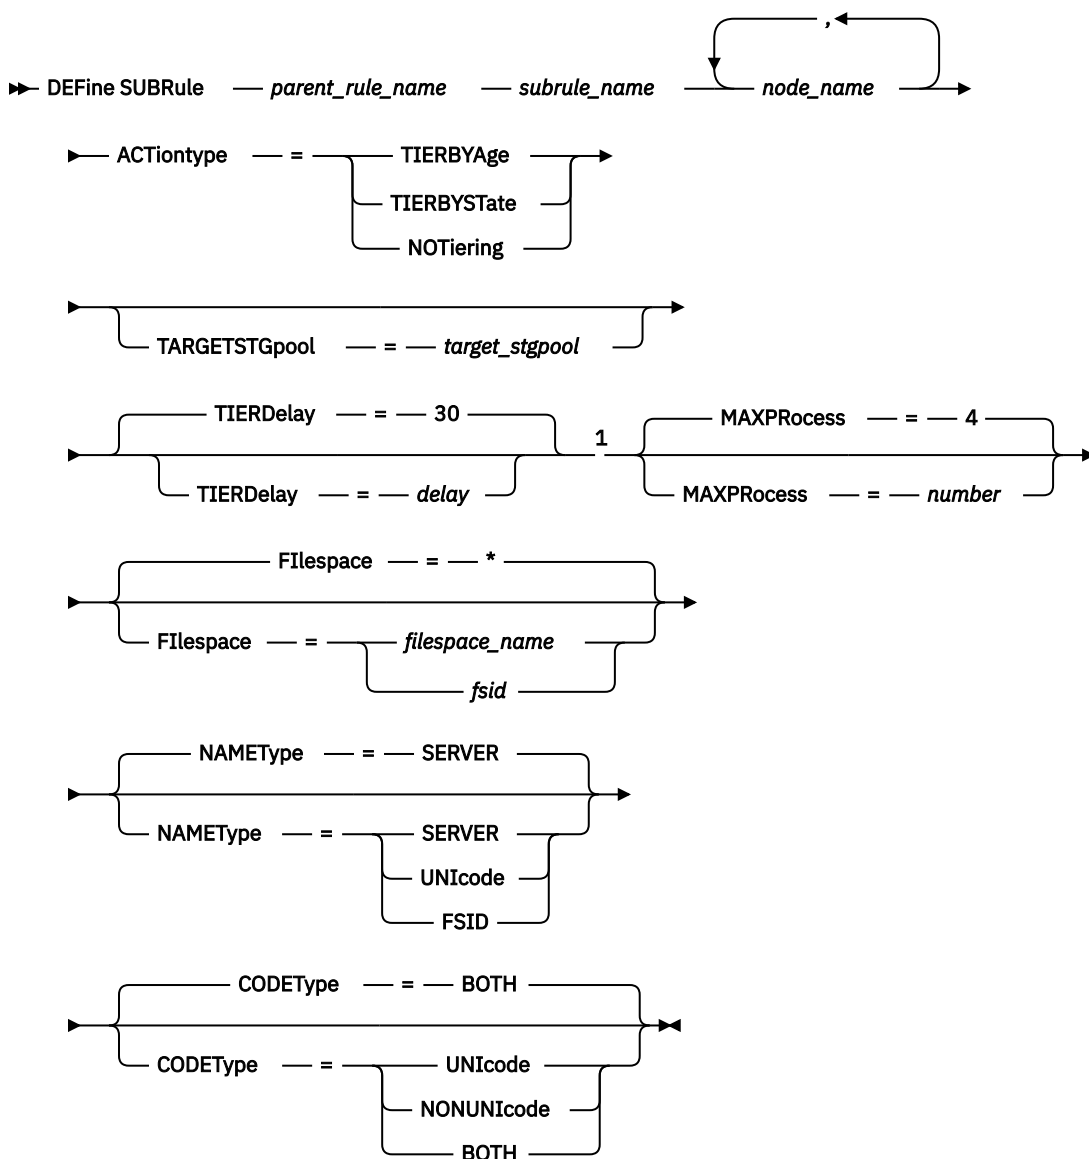 ,
DEFine SUBRule parent_rule_name subrule_name node_name
ACTiontype = TIERBYAge
TIERBYSTate
NOTiering
TARGETSTGpool = target_stgpool
TIERDelay = 30
1
MAXPRocess = 4
TIERDelay = delay
MAXPRocess = number
FIlespace = *
FIlespace = filespace_name
fsid
NAMEType = SERVER
NAMEType = SERVER
UNIcode
FSID
CODEType = BOTH
CODEType = UNIcode
NONUNIcode
BOTH